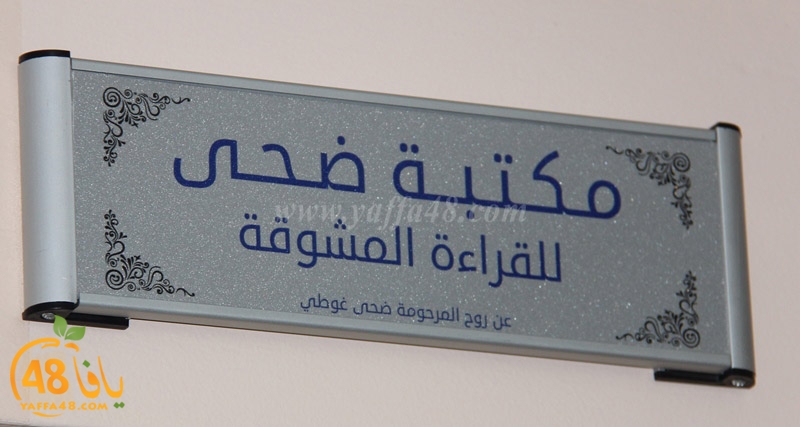 مكتبة ضحى
www.yaffa48.com
للقراءة المشوقة
عن روح المرحومة ضحى غوطي
يافا 48
YAFFA48.COM